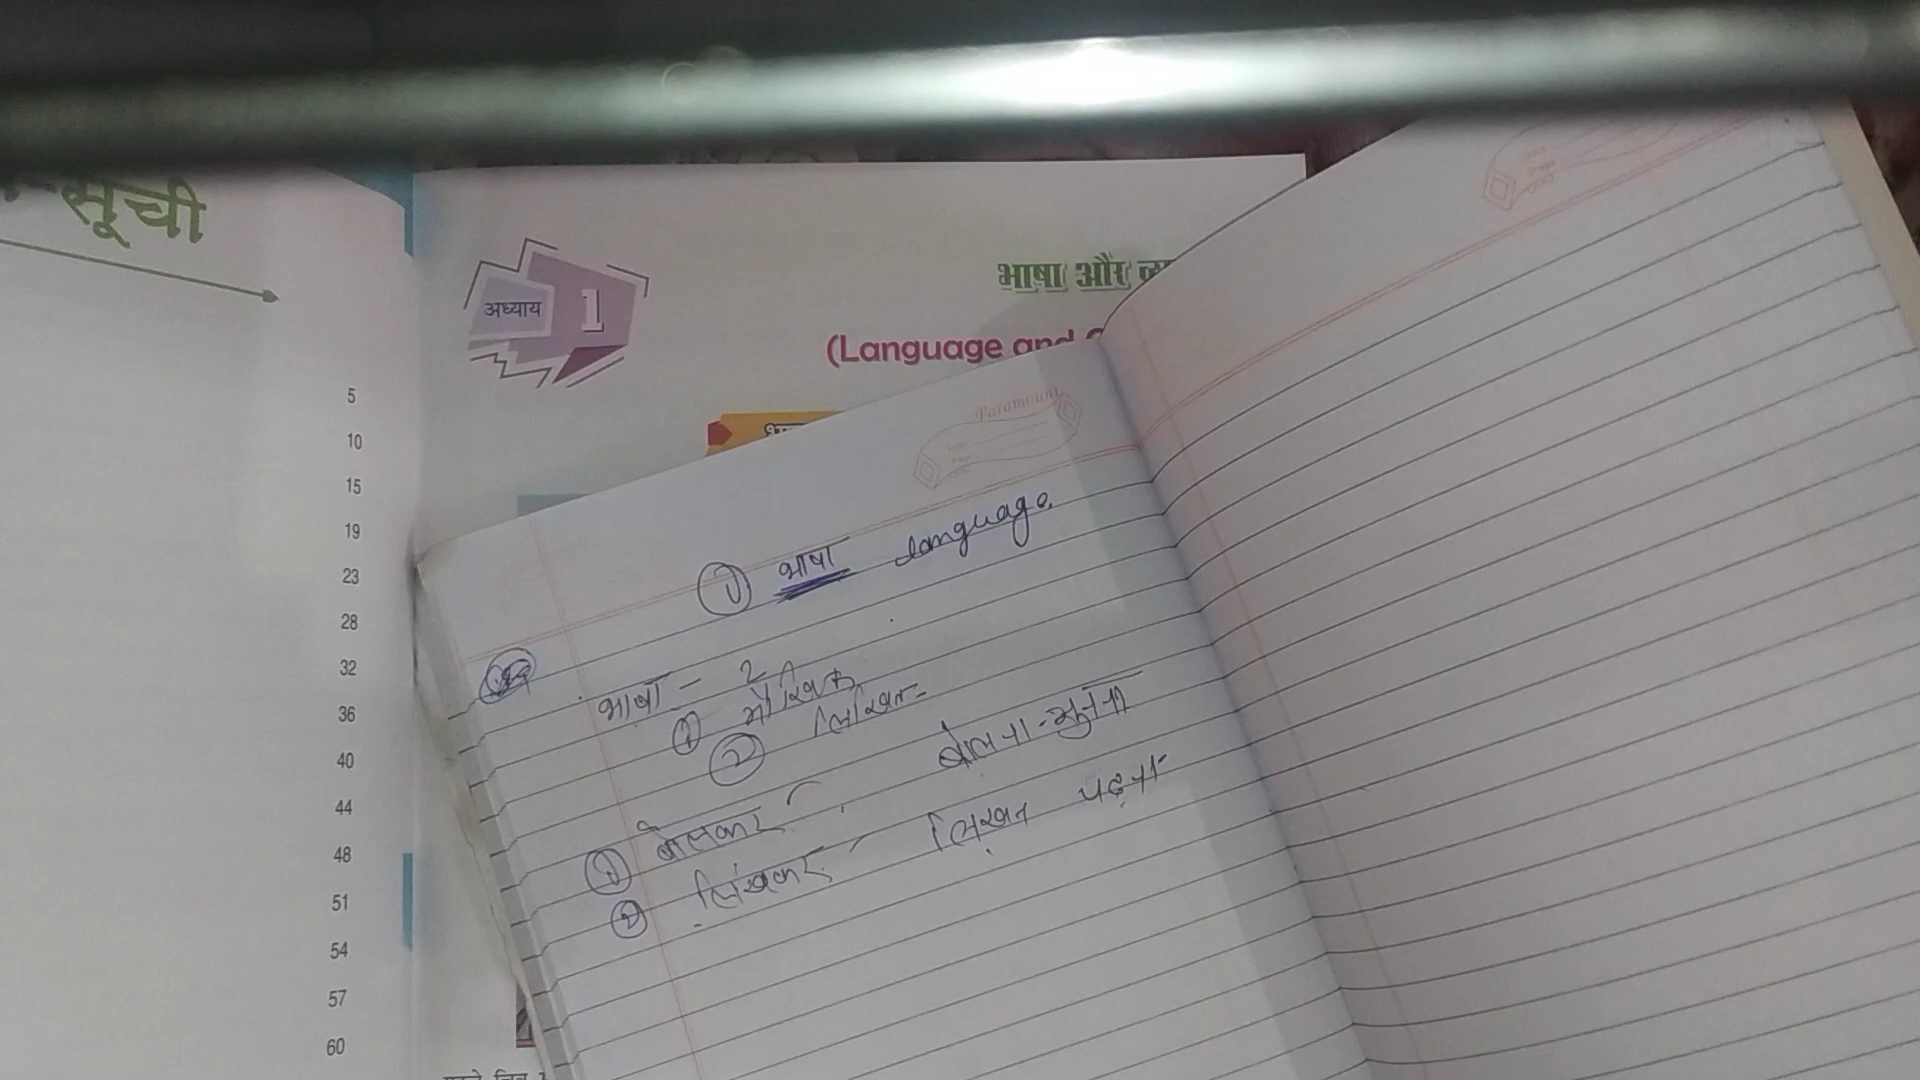 सूची
5
10
15
19
23
28
32
36
40
44
48
51
54
57
60
अध्याय 1
भाषा और
(Language and
Paramount
① भाषा Language
भाषा - 2
① मौखिक
② लिखित -
① बोलकर बोलना - सुनना
② लिखकर - लिखन पढ़ना